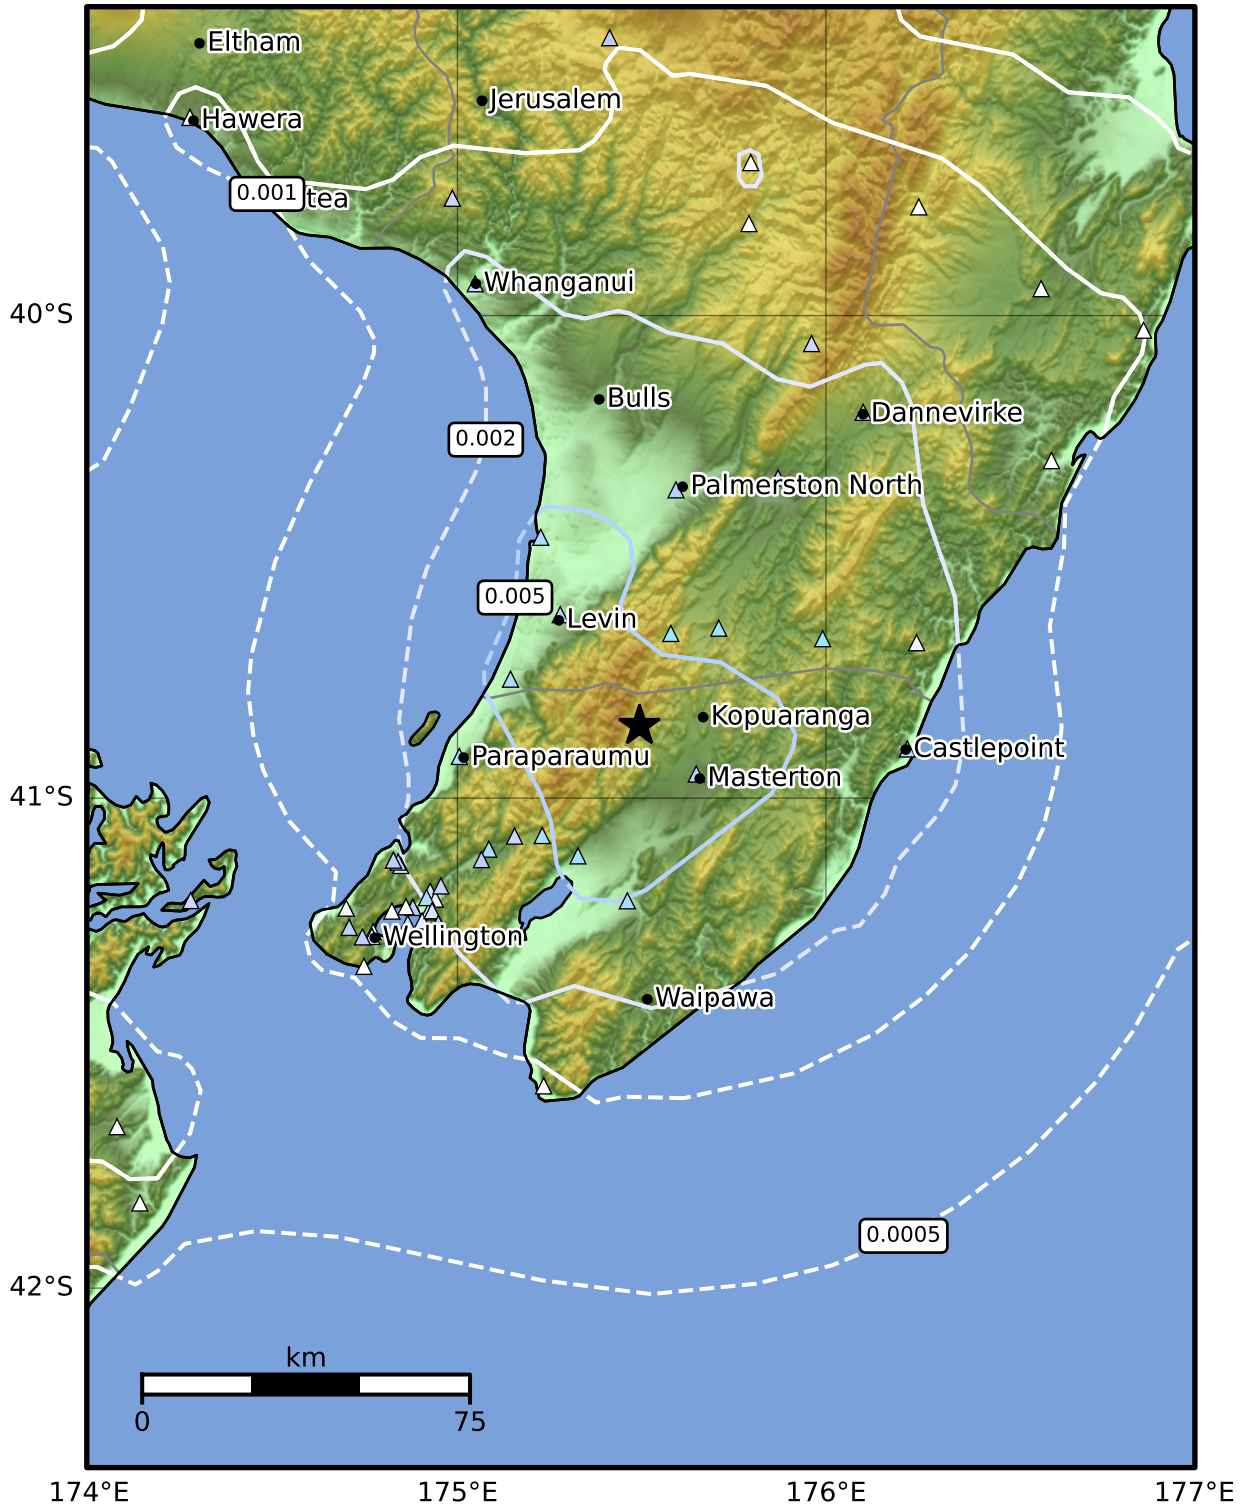 Eltham
Jerusalem
Hawera
0.001
tea
Whanganui
40°S
Bulls
Dannevirke
0.002
Palmerston North
0.005
Levin
Kopuaranga
Castlepoint
Paraparaumu
Masterton
41°S
Wellington
Waipawa
0.0005
42°S
km
0 75
174°E 175°E 176°E 177°E